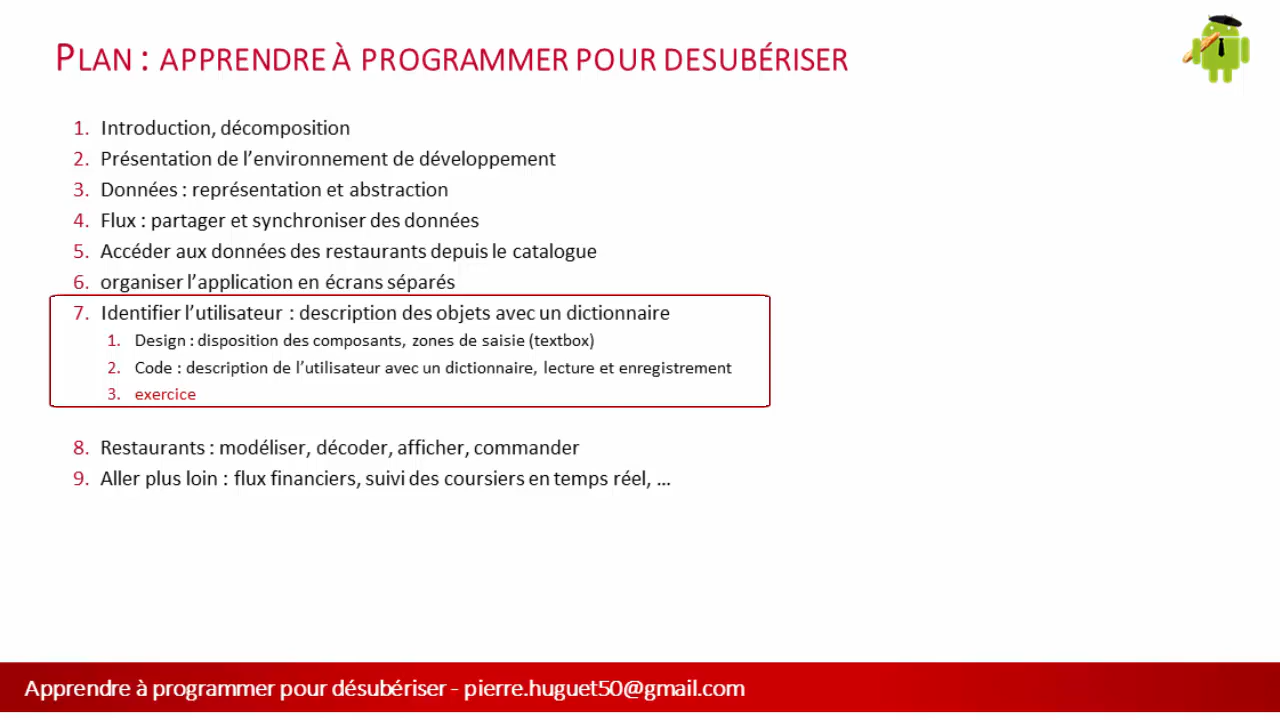 PLAN : APPRENDRE À PROGRAMMER POUR DESUBÉRISER
1. Introduction, décomposition
2. Présentation de l’environnement de développement
3. Données : représentation et abstraction
4. Flux : partager et synchroniser des données
5. Accéder aux données des restaurants depuis le catalogue
6. organiser l’application en écrans séparés
7. Identifier l’utilisateur : description des objets avec un dictionnaire
1. Design : disposition des composants, zones de saisie (textbox)
2. Code : description de l’utilisateur avec un dictionnaire, lecture et enregistrement
3. exercice
8. Restaurants : modéliser, décoder, afficher, commander
9. Aller plus loin : flux financiers, suivi des coursiers en temps réel, ...
Apprendre à programmer pour désubériser - pierre.huguet50@gmail.com